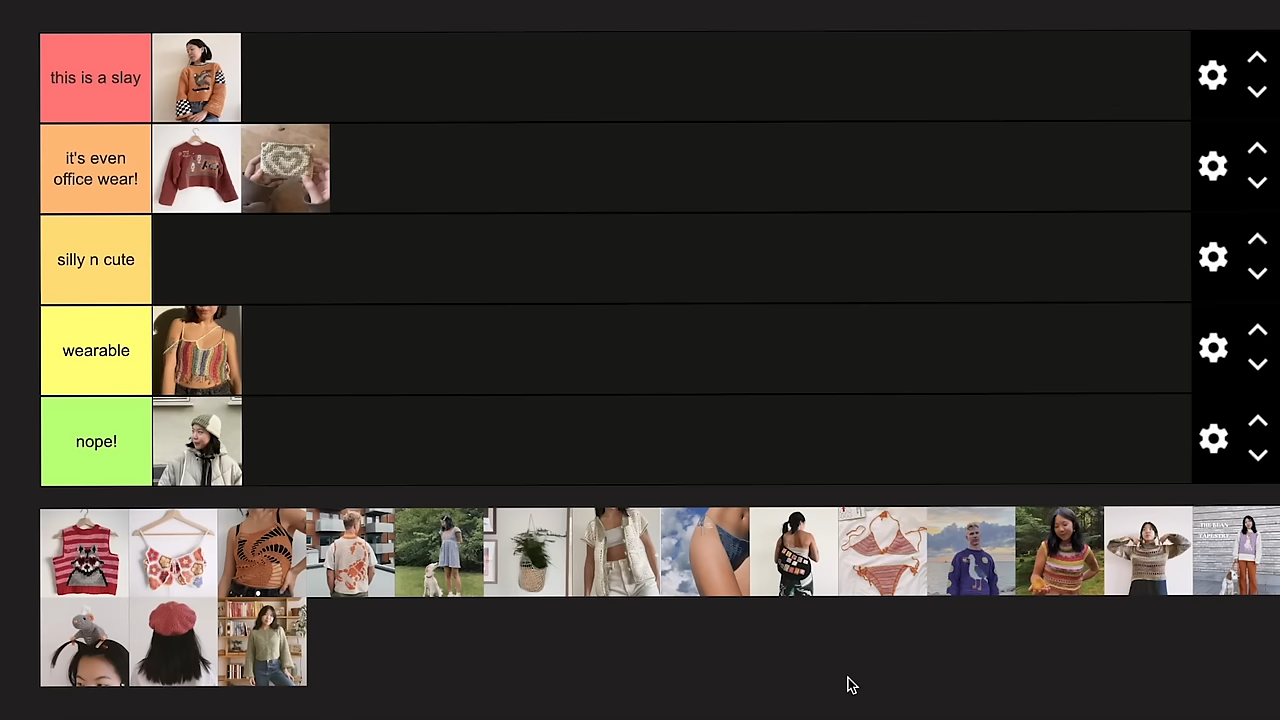 this is a slay
it's even
office wear!
silly n cute
wearable
nope!
THE BEAN
TAPESTRY